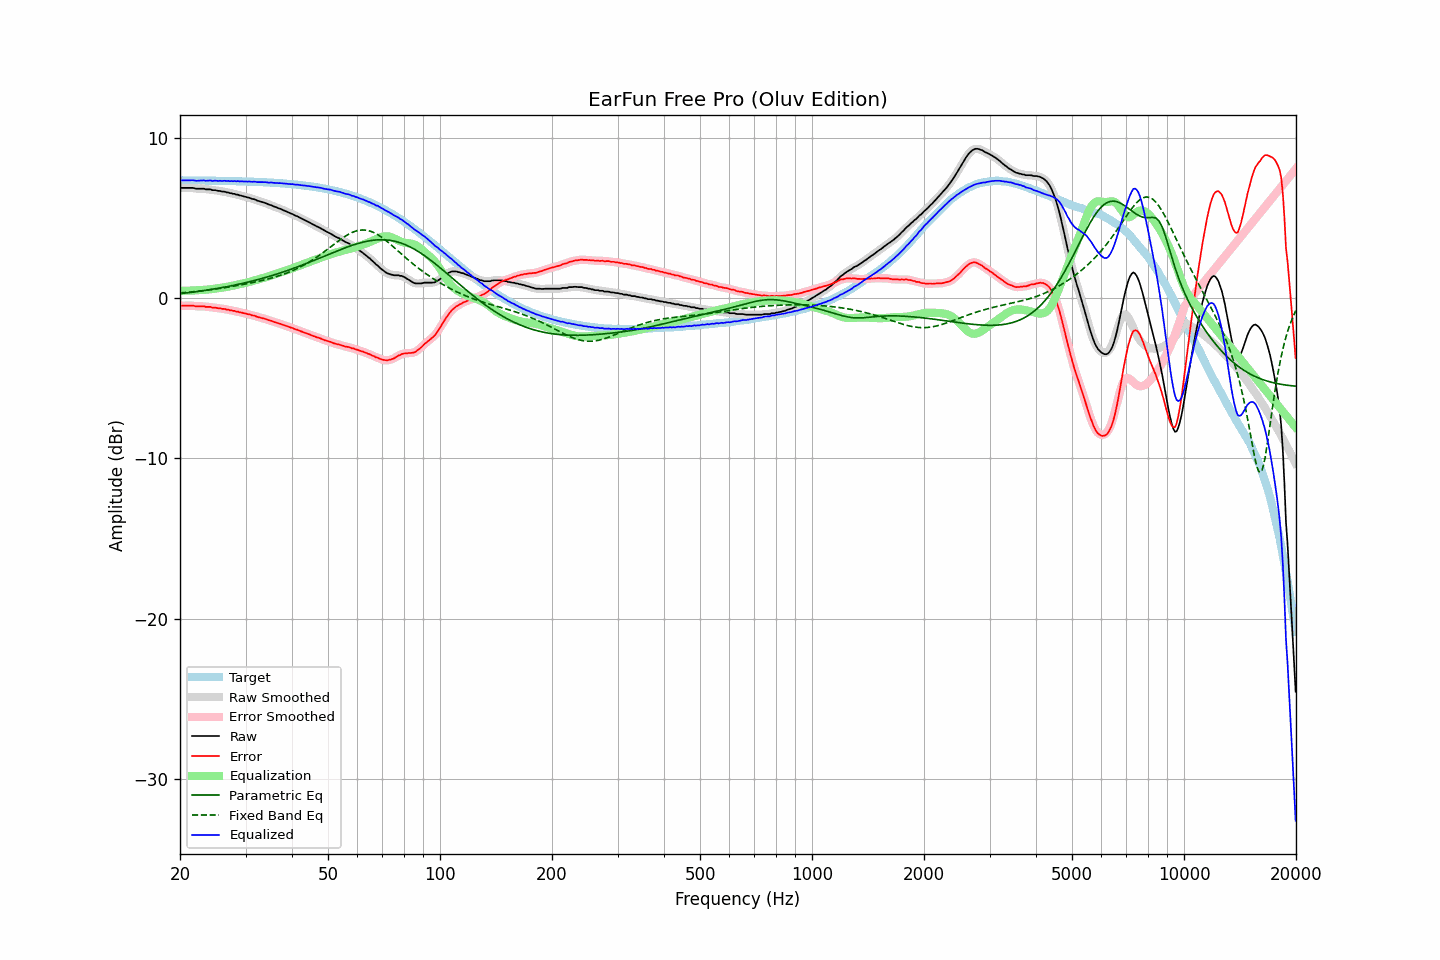 EarFun Free Pro (Oluv Edition)
Amplitude (dBr)
10
0
−10
−20
−30
Target
Raw Smoothed
Error Smoothed
Raw
Error
Equalization
Parametric Eq
Fixed Band Eq
Equalized
20 50 100 200 500 1000 2000 5000 10000 20000
Frequency (Hz)